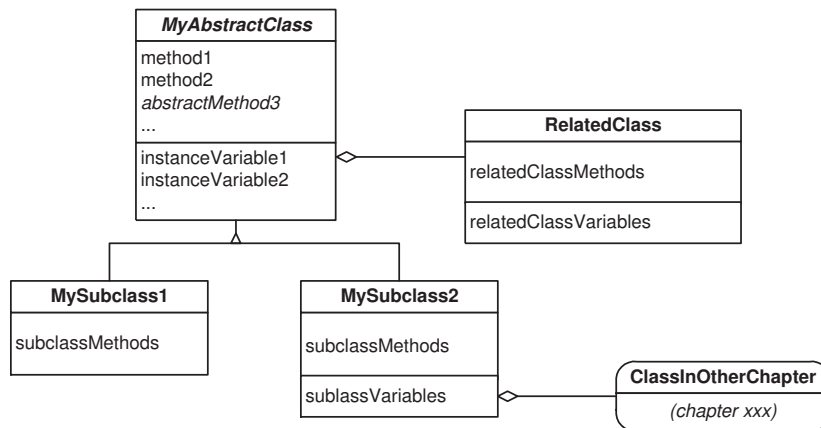 MyAbstractClass
method1
method2
abstractMethod3
...
instanceVariable1
instanceVariable2
...
RelatedClass
relatedClassMethods
relatedClassVariables
MySubclass1
subclassMethods
MySubclass2
subclassMethods
sublassVariables
ClassInOtherChapter
(chapter xxx)